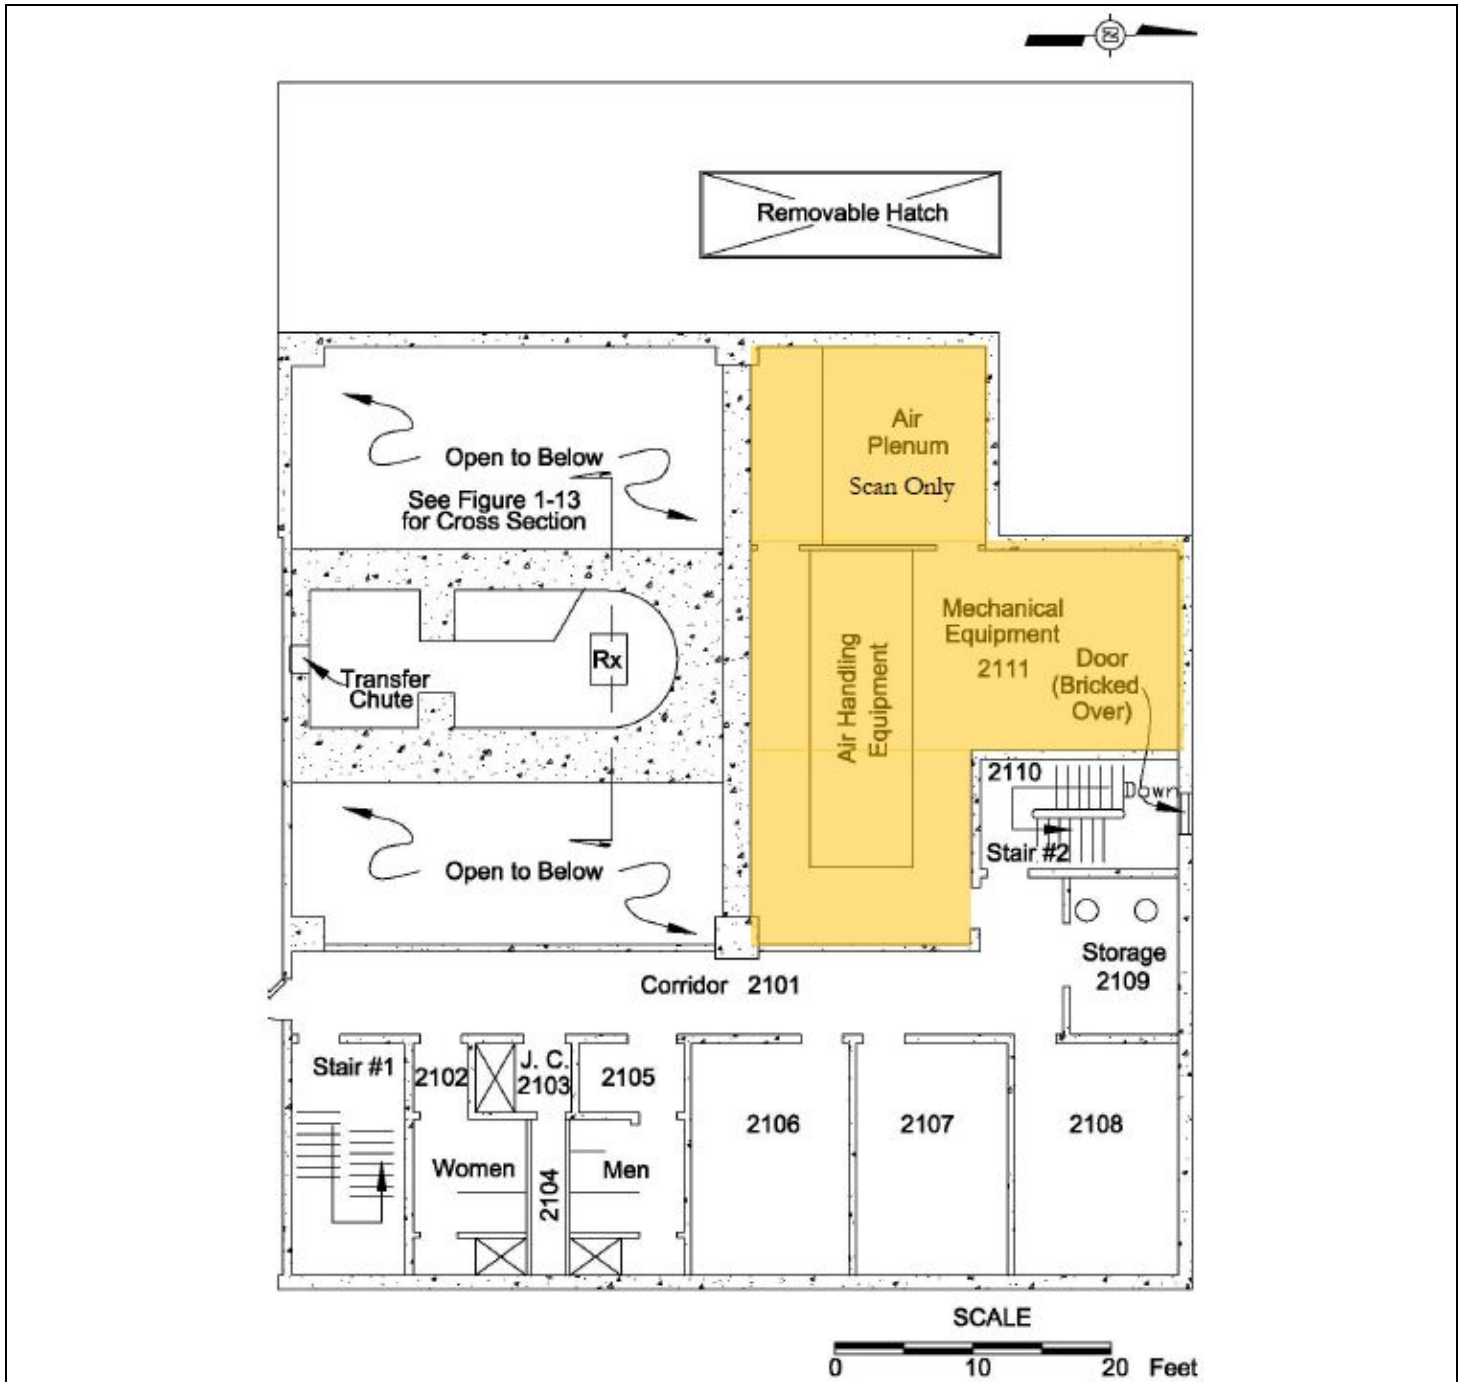 N
Removable Hatch
Air
Plenum
Scan Only
Open to Below
See Figure 1-13
for Cross Section
Mechanical
Equipment
2111
Air Handling
Equipment
Rx
Transfer
Chute
Door
(Bricked
Over)
2110
Down
Stair #2
Open to Below
Storage
2109
Corridor 2101
Stair #1
2102
J. C.
2103
2105
2106
2107
2108
Women
2104
Men
SCALE
0 10 20 Feet